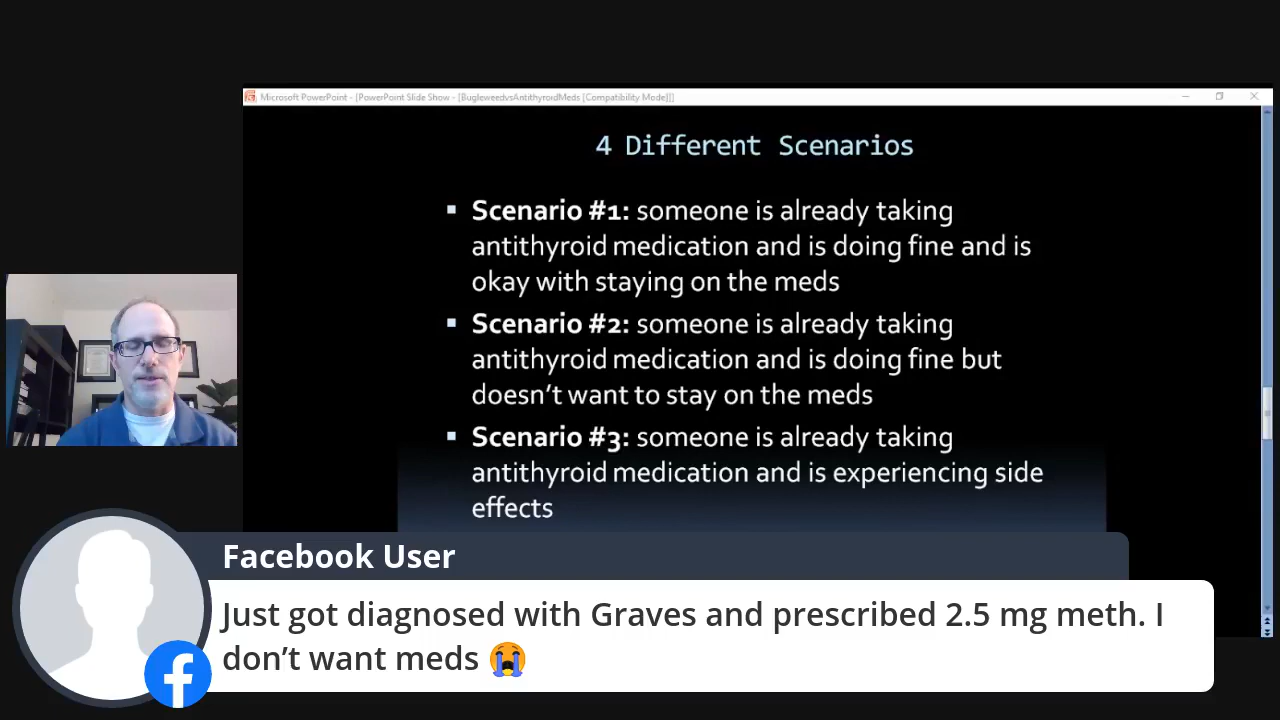 Microsoft PowerPoint - [PowerPoint Slide Show - [BugleweedvsAntithyroidMeds [Compatibility Mode]]]
4 Different Scenarios
▪ Scenario #1: someone is already taking
antithyroid medication and is doing fine and is
okay with staying on the meds
▪ Scenario #2: someone is already taking
antithyroid medication and is doing fine but
doesn't want to stay on the meds
▪ Scenario #3: someone is already taking
antithyroid medication and is experiencing side
effects
Facebook User
Just got diagnosed with Graves and prescribed 2.5 mg meth. I
don't want meds 😭